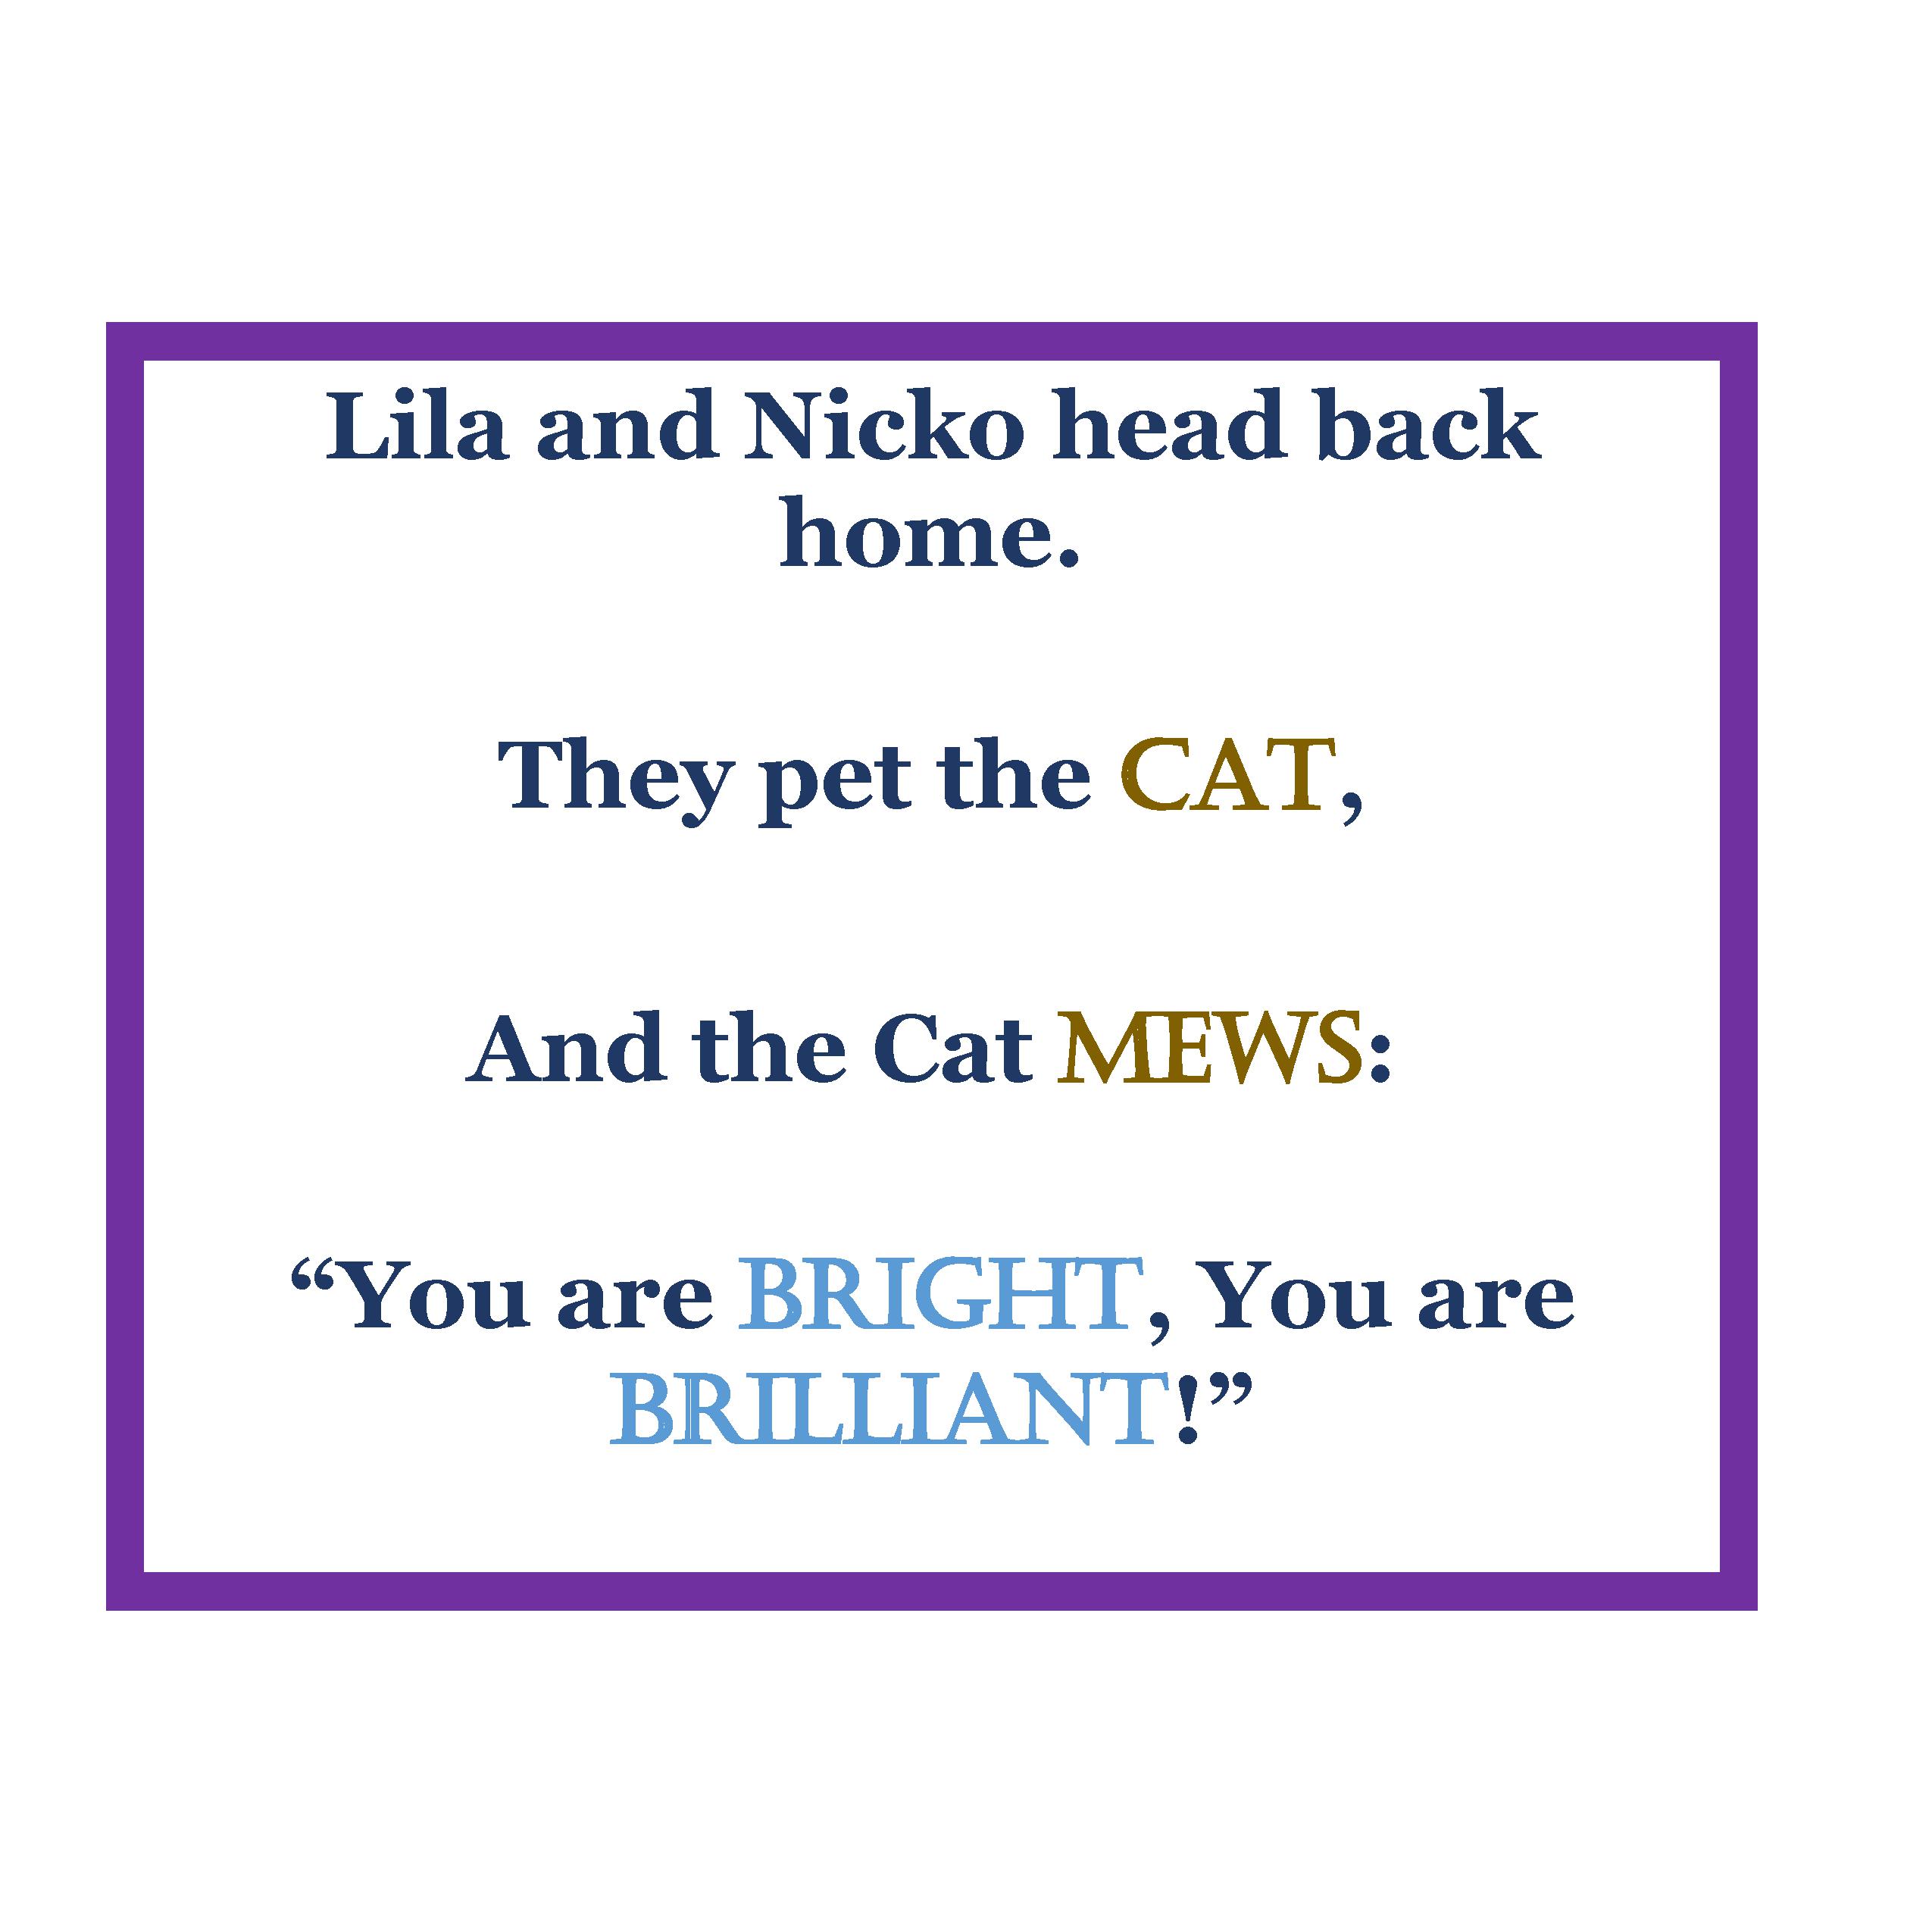 Lila and Nicko head back
home.
They pet the CAT,
And the Cat MEWS:
“You are BRIGHT, You are
BRILLIANT!”